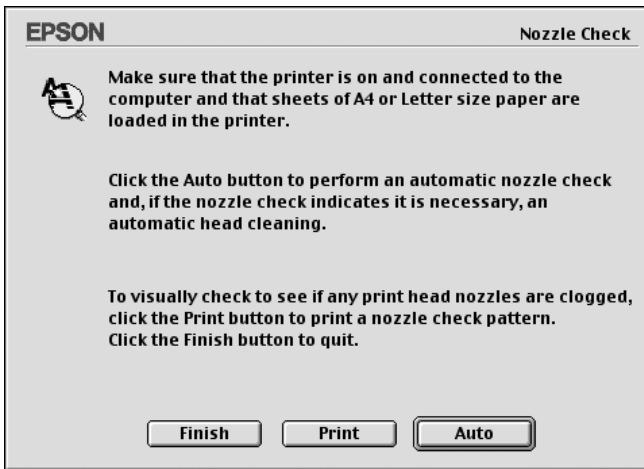 EPSON
Nozzle Check
Make sure that the printer is on and connected to the
computer and that sheets of A4 or Letter size paper are
loaded in the printer.
Click the Auto button to perform an automatic nozzle check
and, if the nozzle check indicates it is necessary, an
automatic head cleaning.
To visually check to see if any print head nozzles are clogged,
click the Print button to print a nozzle check pattern.
Click the Finish button to quit.
Finish
Print
Auto